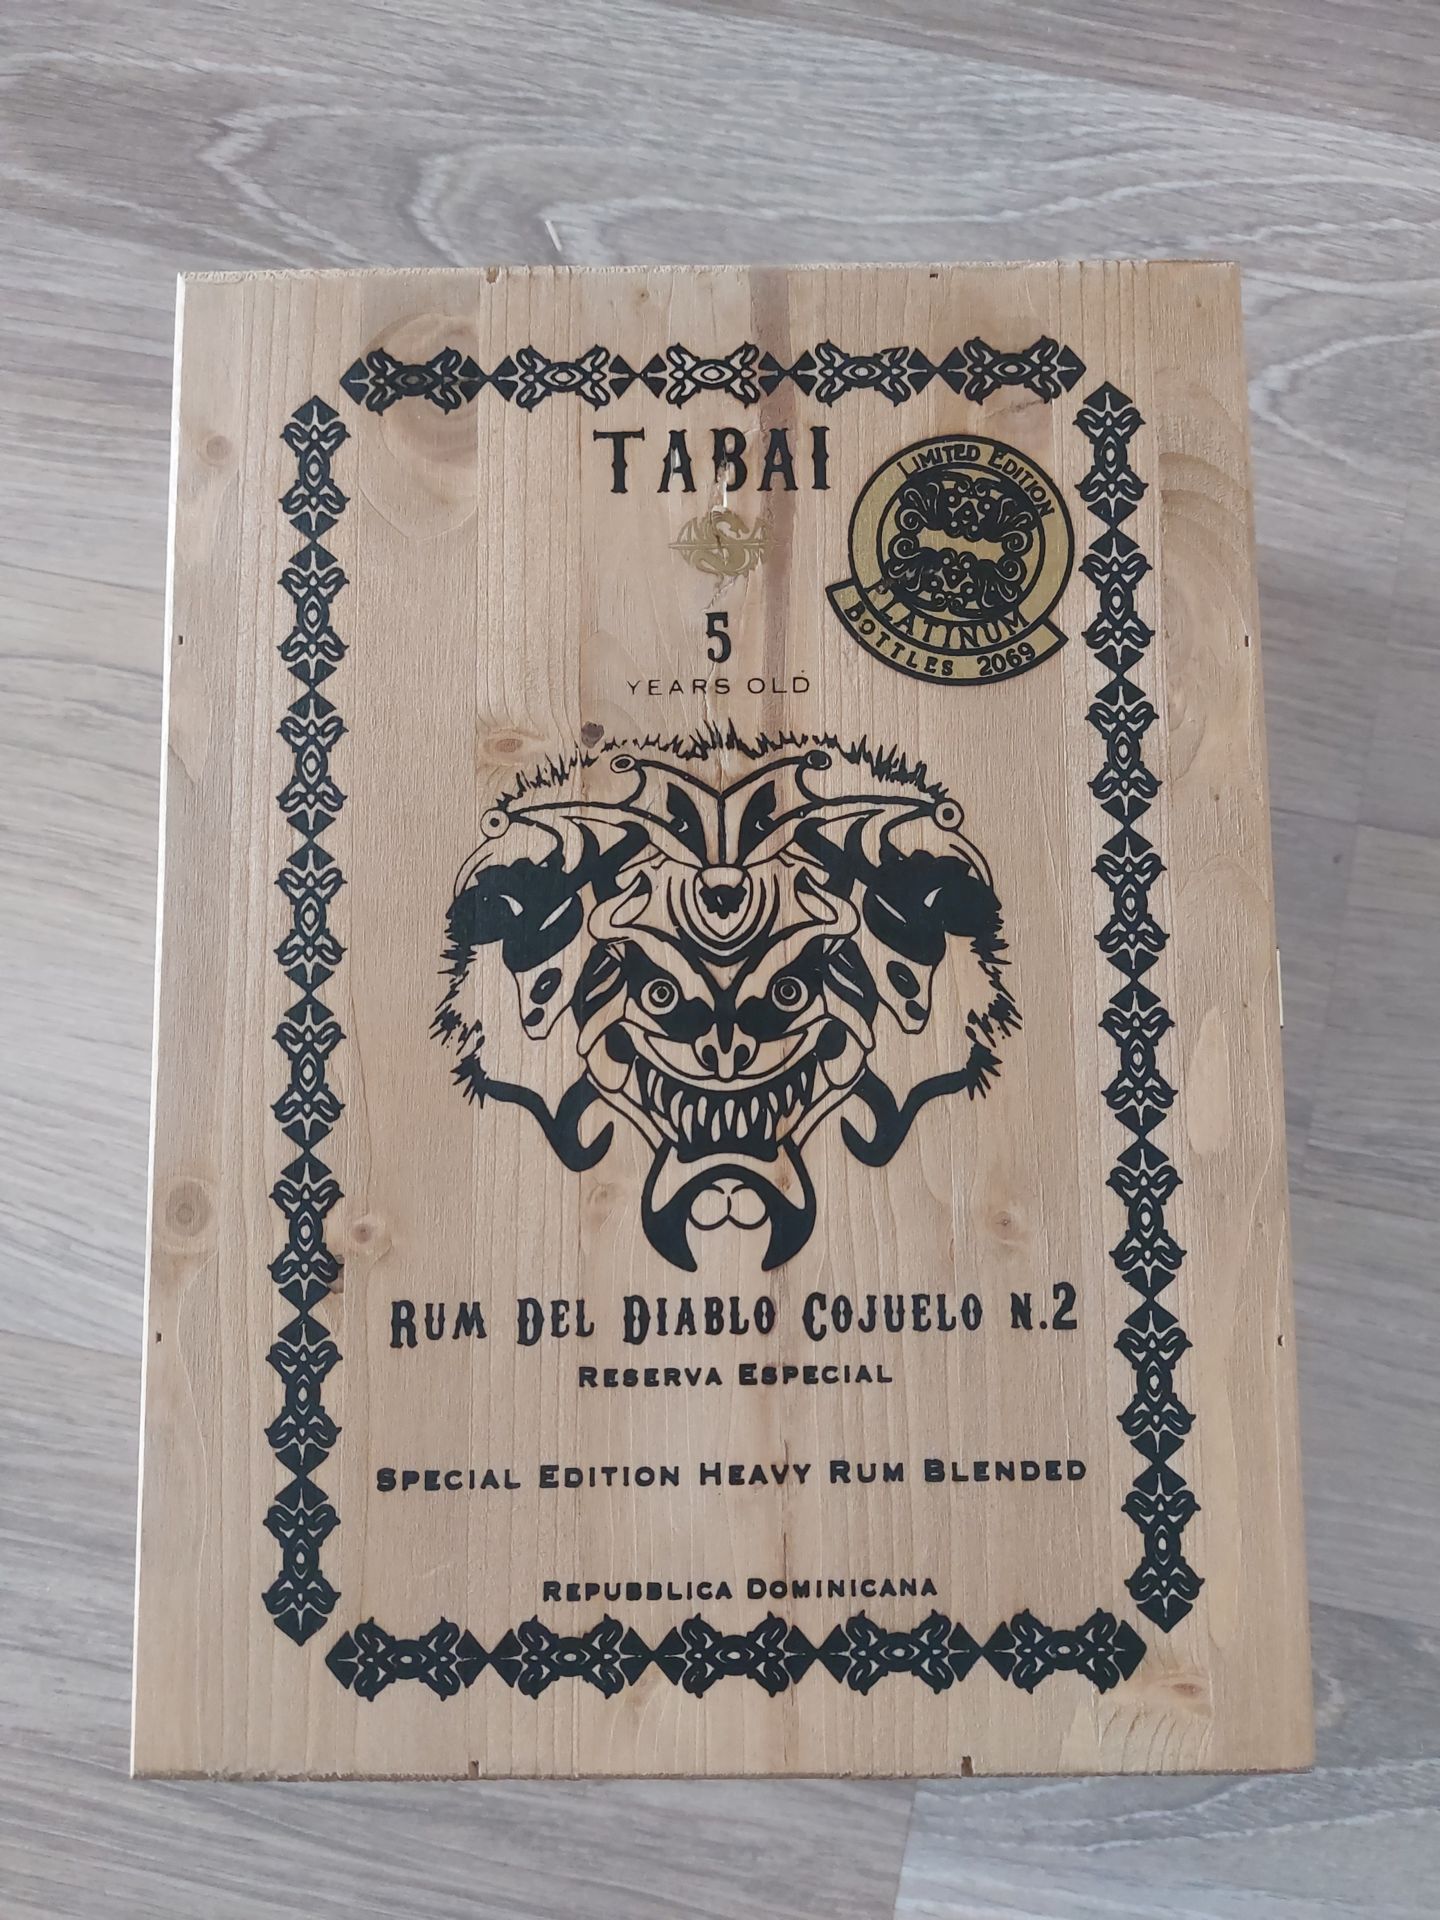 TABAI
LIMITED EDITION
PLATINUM
BOTTLES 2069
5
YEARS OLD
RUM DEL DIABLO COJUELO N.2
RESERVA ESPECIAL
SPECIAL EDITION HEAVY RUM BLENDED
REPUBBLICA DOMINICANA